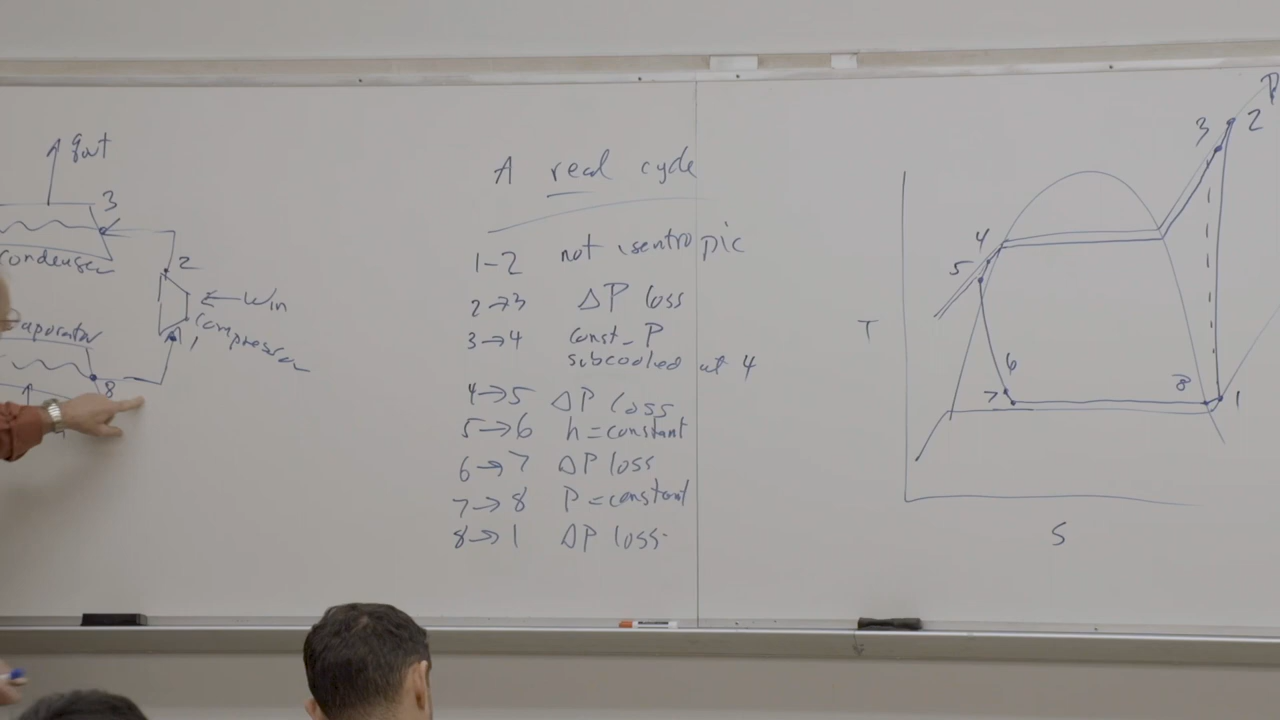 qout
3
condenser
2
← Win
compressor
1
evaporator
8
A real cycle
1-2 not isentropic
2→3 ΔP loss
3→4 const_ P
subcooled at 4
4→5 ΔP loss
5→6 h = constant
6→7 ΔP loss
7→8 P = constant
8→1 ΔP loss
P
3 2
4
5
T
6
7 8 1
S